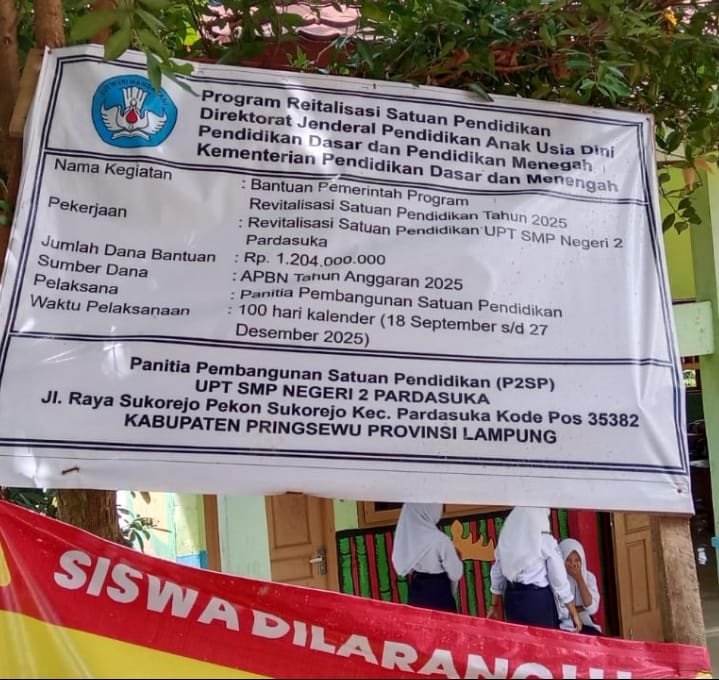 TUT WURI HANDAYANI
Program Reitalisasi Satuan Pendidikan
Direktorat Jenderal Pendidikan Anak Usia Dini
Pendidikan Dasar dan Pendidikan Menegah
Kementerian Pendidikan Dasar dan Menengah
Nama Kegiatan : Bantuan Pemerintah Program
Revitalisasi Satuan Pendidikan Tahun 2025
Pekerjaan : Revitalisasi Satuan Pendidikan UPT SMP Negeri 2
Pardasuka
Jumlah Dana Bantuan : Rp. 1.204.000.000
Sumber Dana : APBN Tahun Anggaran 2025
Pelaksana : Panitia Pembangunan Satuan Pendidikan
Waktu Pelaksanaan : 100 hari kalender (18 September s/d 27
Desember 2025)
Panitia Pembangunan Satuan Pendidikan (P2SP)
UPT SMP NEGERI 2 PARDASUKA
Jl. Raya Sukorejo Pekon Sukorejo Kec. Pardasuka Kode Pos 35382
KABUPATEN PRINGSEWU PROVINSI LAMPUNG
SISWA DILARANG!!!